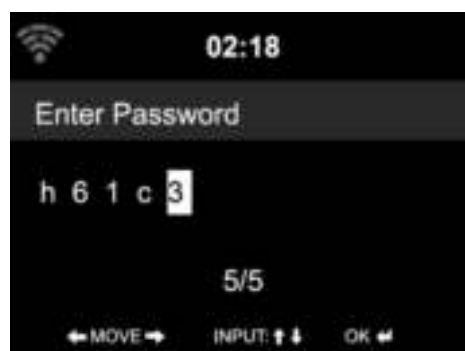 02:18
Enter Password
h 6 1 c 3
5/5
⬅MOVE➡ INPUT:⬆⬇ OK ↵